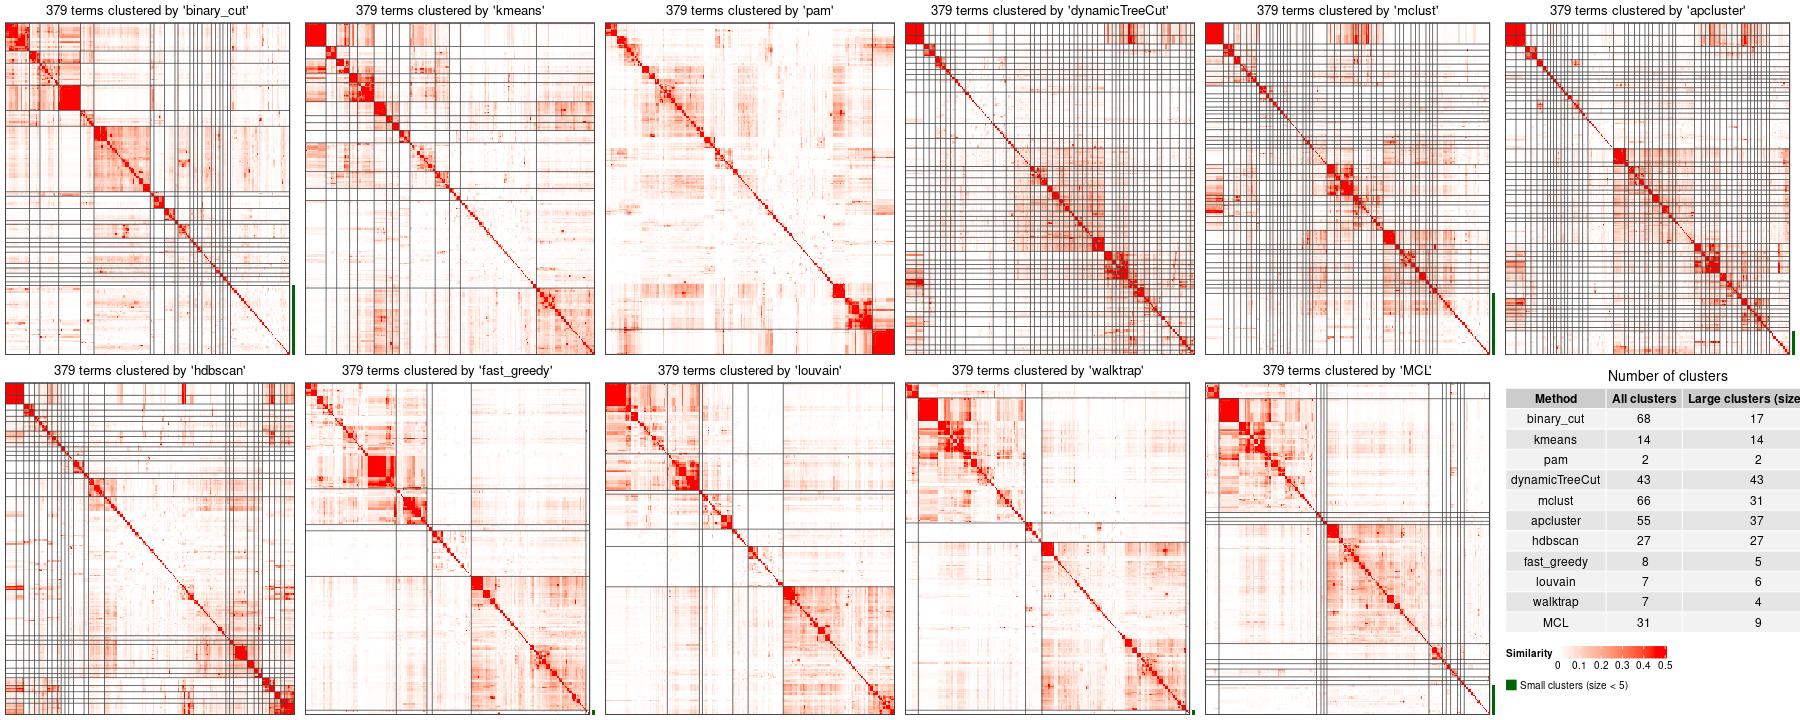 379 terms clustered by 'binary_cut'
379 terms clustered by 'kmeans'
379 terms clustered by 'pam'
379 terms clustered by 'dynamicTreeCut'
379 terms clustered by 'mclust'
379 terms clustered by 'apcluster'
379 terms clustered by 'hdbscan'
379 terms clustered by 'fast_greedy'
379 terms clustered by 'louvain'
379 terms clustered by 'walktrap'
379 terms clustered by 'MCL'
Number of clusters
Method All clusters Large clusters (size
binary_cut 68 17
kmeans 14 14
pam 2 2
dynamicTreeCut 43 43
mclust 66 31
apcluster 55 37
hdbscan 27 27
fast_greedy 8 5
louvain 7 6
walktrap 7 4
MCL 31 9
Similarity
0 0.1 0.2 0.3 0.4 0.5
Small clusters (size < 5)